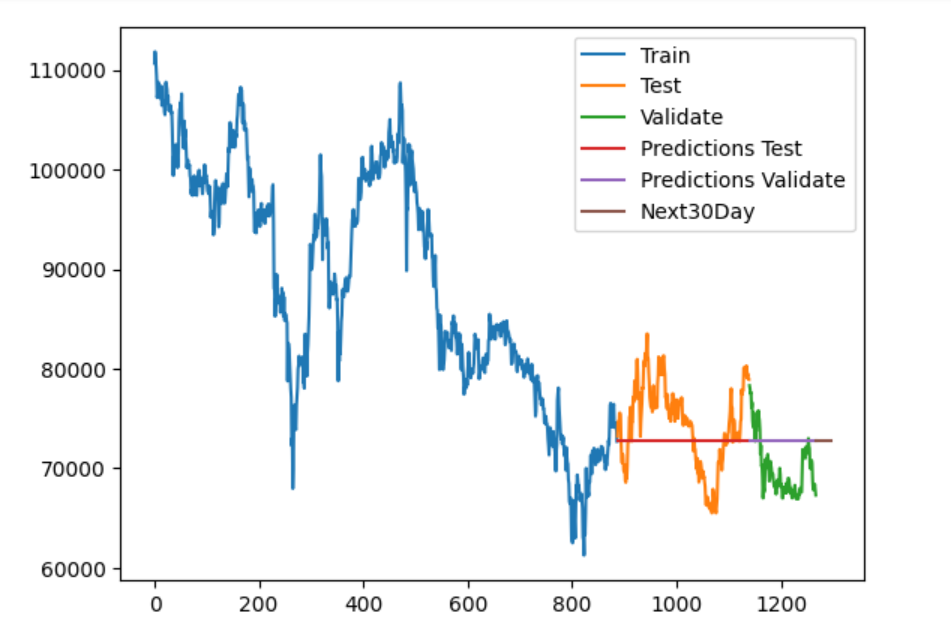 110000
100000
90000
80000
70000
60000
0 200 400 600 800 1000 1200
Train
Test
Validate
Predictions Test
Predictions Validate
Next30Day